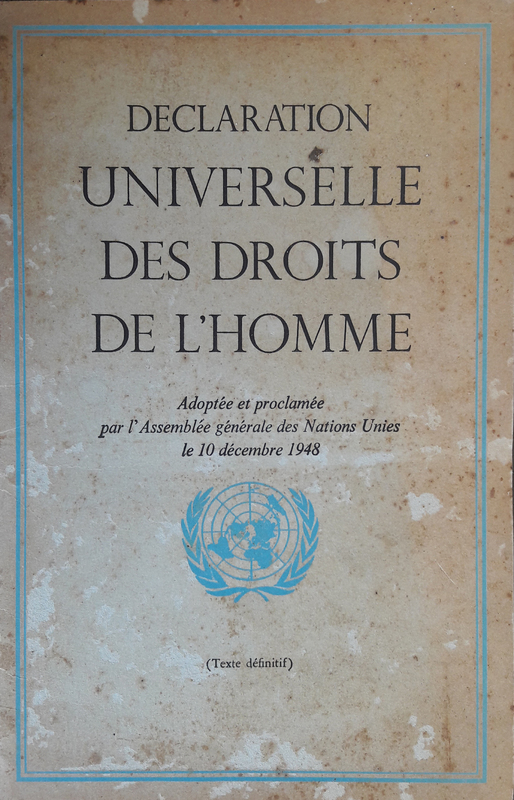 DECLARATION
UNIVERSELLE
DES DROITS
DE L'HOMME
Adoptée et proclamée
par l'Assemblée générale des Nations Unies
le 10 décembre 1948
(Texte définitif)